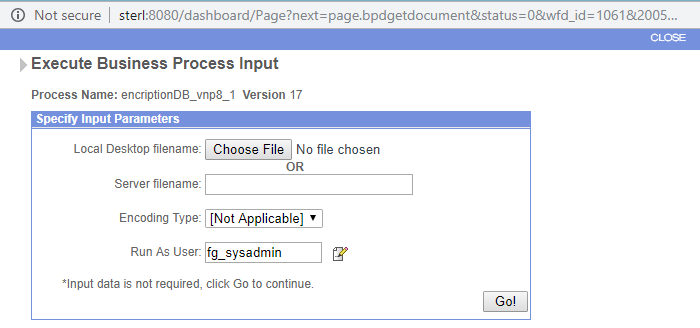 Not secure | sterl:8080/dashboard/Page?next=page.bpdgetdocument&status=0&wfd_id=1061&2005...
CLOSE
Execute Business Process Input
Process Name: encriptionDB_vnp8_1 Version 17
Specify Input Parameters
Local Desktop filename: Choose File No file chosen
OR
Server filename:
Encoding Type: [Not Applicable]
Run As User: fg_sysadmin
*Input data is not required, click Go to continue.
Go!